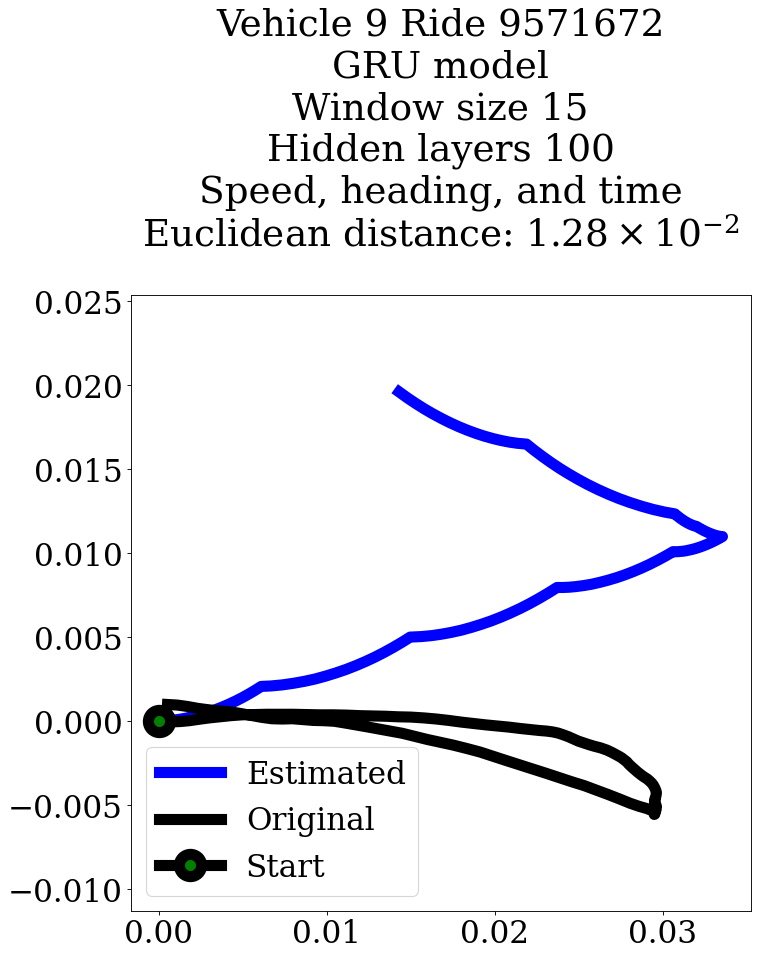 Vehicle 9 Ride 9571672
GRU model
Window size 15
Hidden layers 100
Speed, heading, and time
Euclidean distance: 1.28 × 10⁻²
0.025
0.020
0.015
0.010
0.005
0.000
−0.005
−0.010
Estimated
Original
Start
0.00 0.01 0.02 0.03